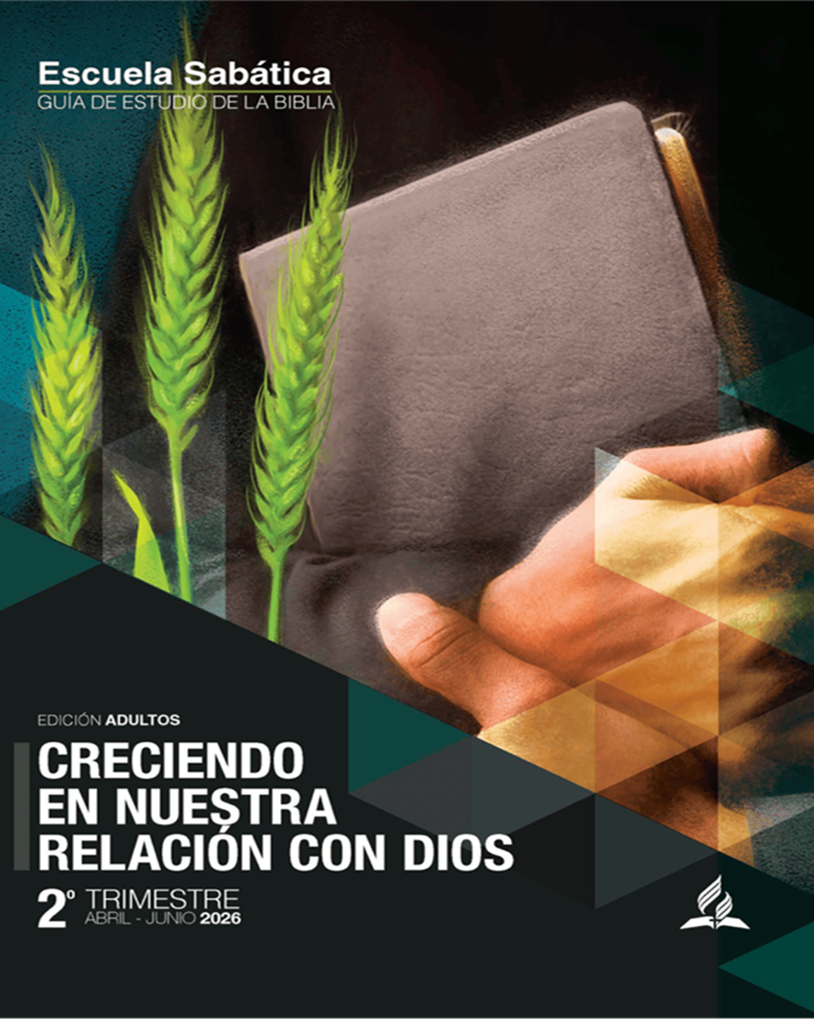 Escuela Sabática
GUÍA DE ESTUDIO DE LA BIBLIA
EDICIÓN ADULTOS
CRECIENDO
EN NUESTRA
RELACIÓN CON DIOS
2º TRIMESTRE
ABRIL - JUNIO 2026